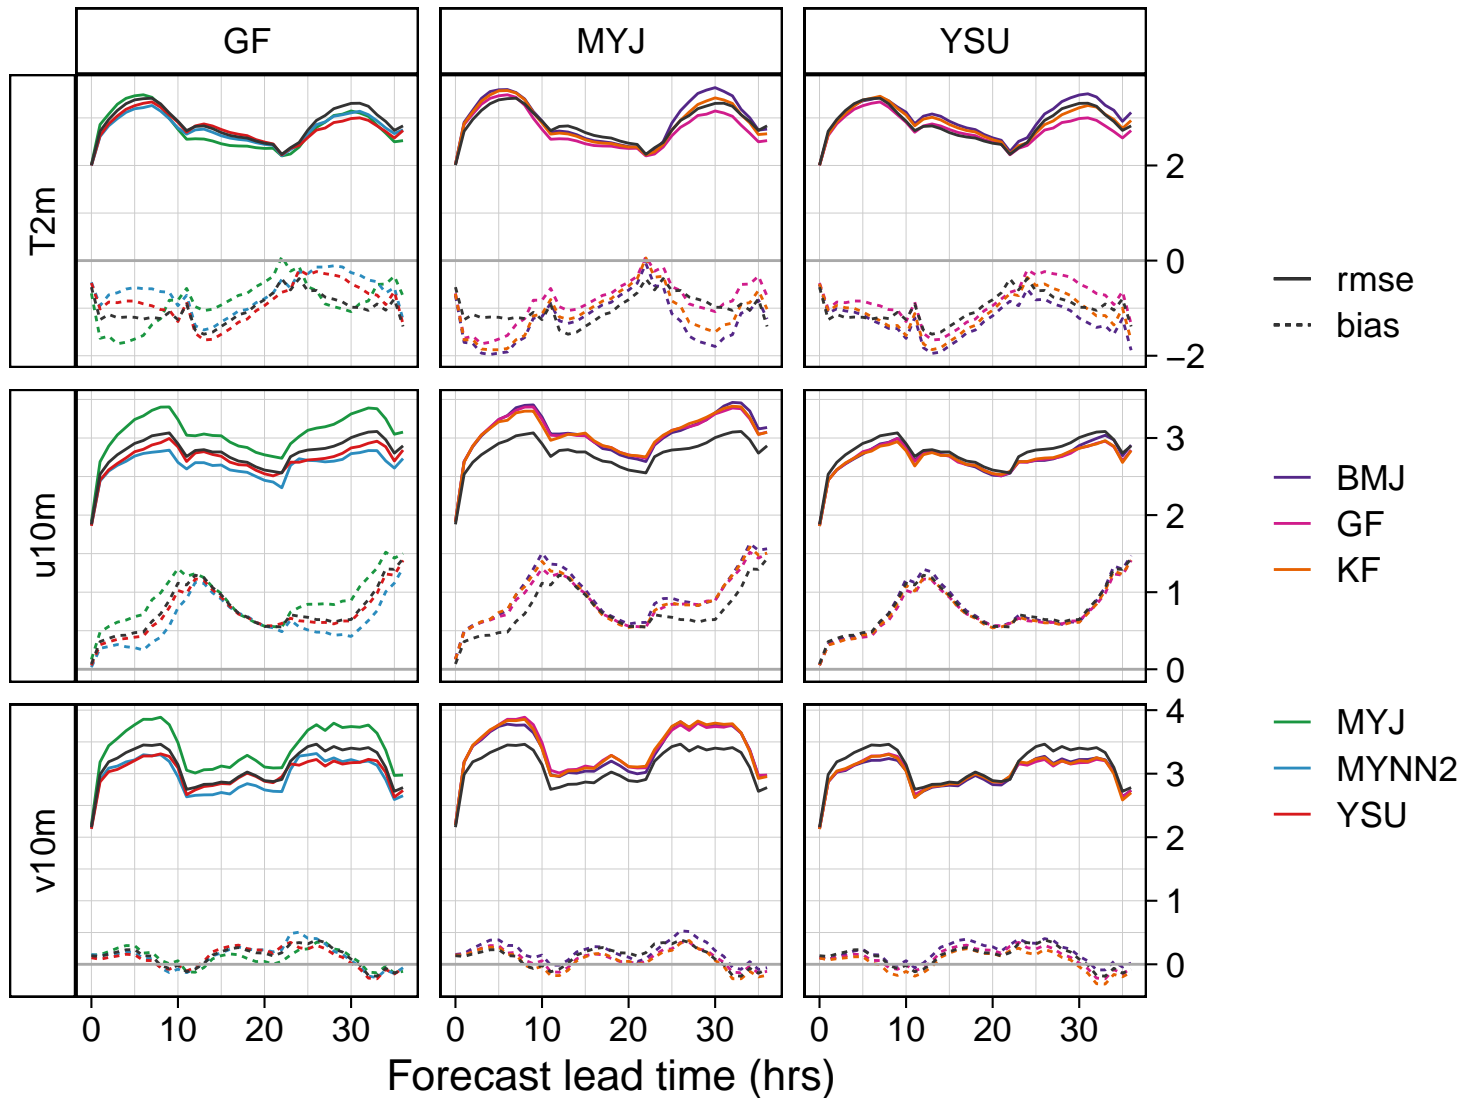 GF MYJ YSU
T2m
2
0
−2
rmse
bias
u10m
3
2
1
0
BMJ
GF
KF
v10m
4
3
2
1
0
MYJ
MYNN2
YSU
0 10 20 30 0 10 20 30 0 10 20 30
Forecast lead time (hrs)